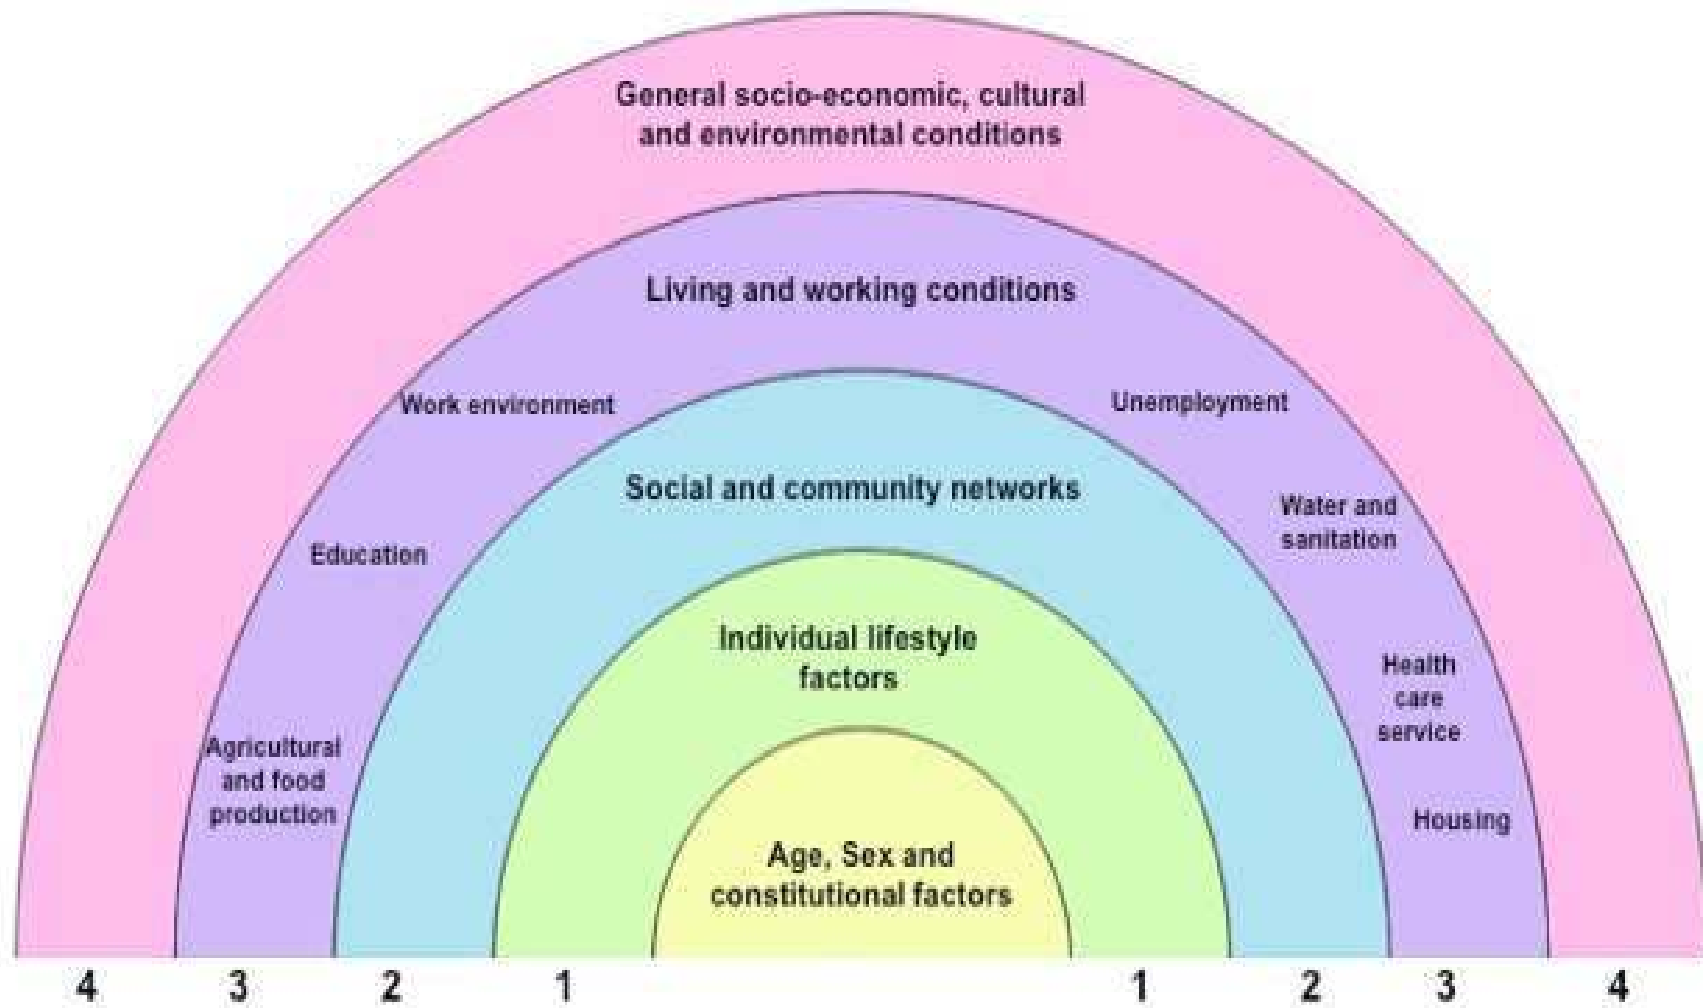 General socio-economic, cultural
and environmental conditions
Living and working conditions
Work environment
Unemployment
Social and community networks
Water and
sanitation
Education
Individual lifestyle
factors
Health
care
service
Agricultural
and food
production
Housing
Age, Sex and
constitutional factors
4 3 2 1 1 2 3 4